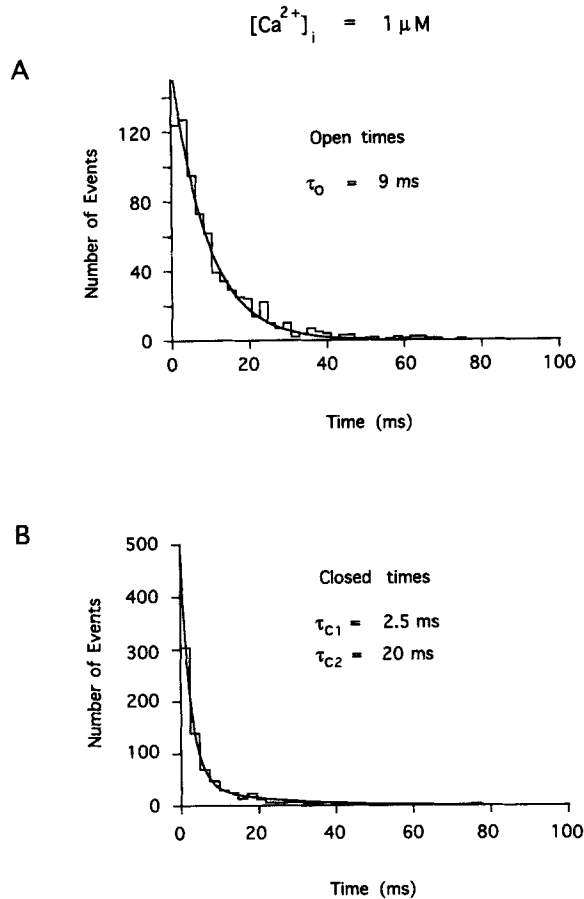 [Ca²⁺]ᵢ = 1 μM
A
Number of Events
120
80
40
0
Open times
τₒ = 9 ms
0 20 40 60 80 100
Time (ms)
B
Number of Events
500
400
300
200
100
0
Closed times
τC1 = 2.5 ms
τC2 = 20 ms
0 20 40 60 80 100
Time (ms)